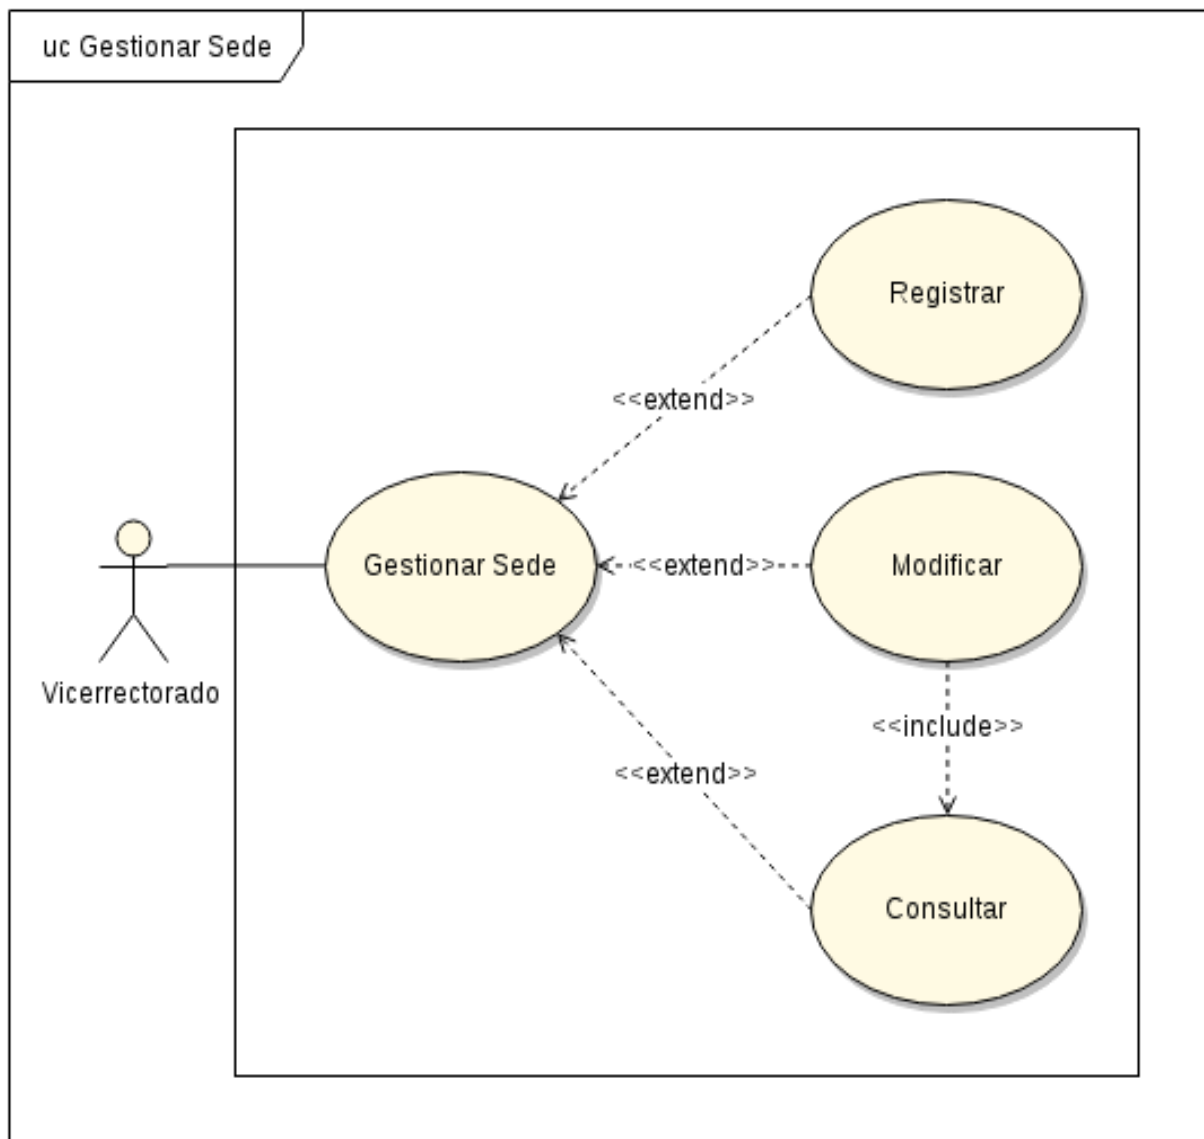 uc Gestionar Sede
Registrar
<<extend>>
Gestionar Sede
<<extend>>
Modificar
Vicerrectorado
<<include>>
<<extend>>
Consultar